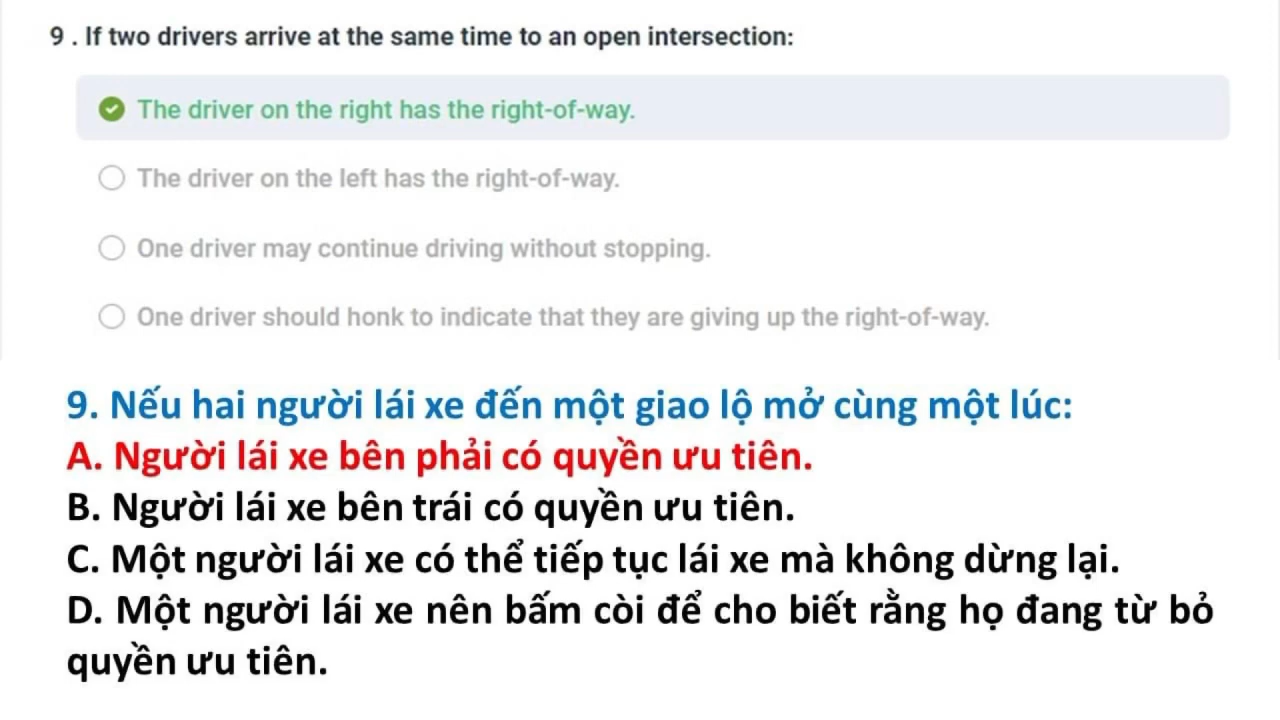 9 . If two drivers arrive at the same time to an open intersection:
The driver on the right has the right-of-way.
The driver on the left has the right-of-way.
One driver may continue driving without stopping.
One driver should honk to indicate that they are giving up the right-of-way.
9. Nếu hai người lái xe đến một giao lộ mở cùng một lúc:
A. Người lái xe bên phải có quyền ưu tiên.
B. Người lái xe bên trái có quyền ưu tiên.
C. Một người lái xe có thể tiếp tục lái xe mà không dừng lại.
D. Một người lái xe nên bấm còi để cho biết rằng họ đang từ bỏ
quyền ưu tiên.